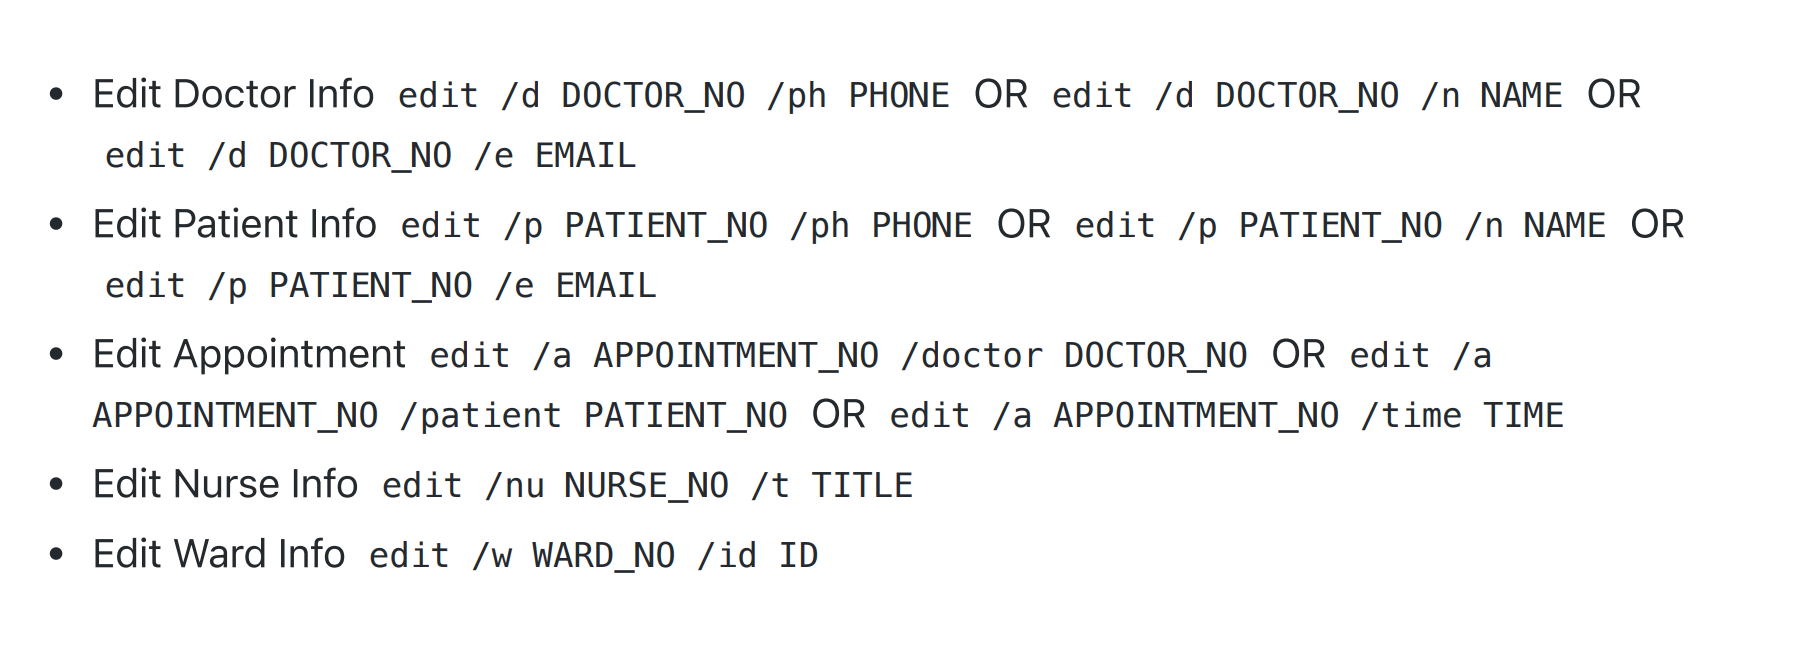 • Edit Doctor Info edit /d DOCTOR_NO /ph PHONE OR edit /d DOCTOR_NO /n NAME OR
edit /d DOCTOR_NO /e EMAIL
• Edit Patient Info edit /p PATIENT_NO /ph PHONE OR edit /p PATIENT_NO /n NAME OR
edit /p PATIENT_NO /e EMAIL
• Edit Appointment edit /a APPOINTMENT_NO /doctor DOCTOR_NO OR edit /a
APPOINTMENT_NO /patient PATIENT_NO OR edit /a APPOINTMENT_NO /time TIME
• Edit Nurse Info edit /nu NURSE_NO /t TITLE
• Edit Ward Info edit /w WARD_NO /id ID